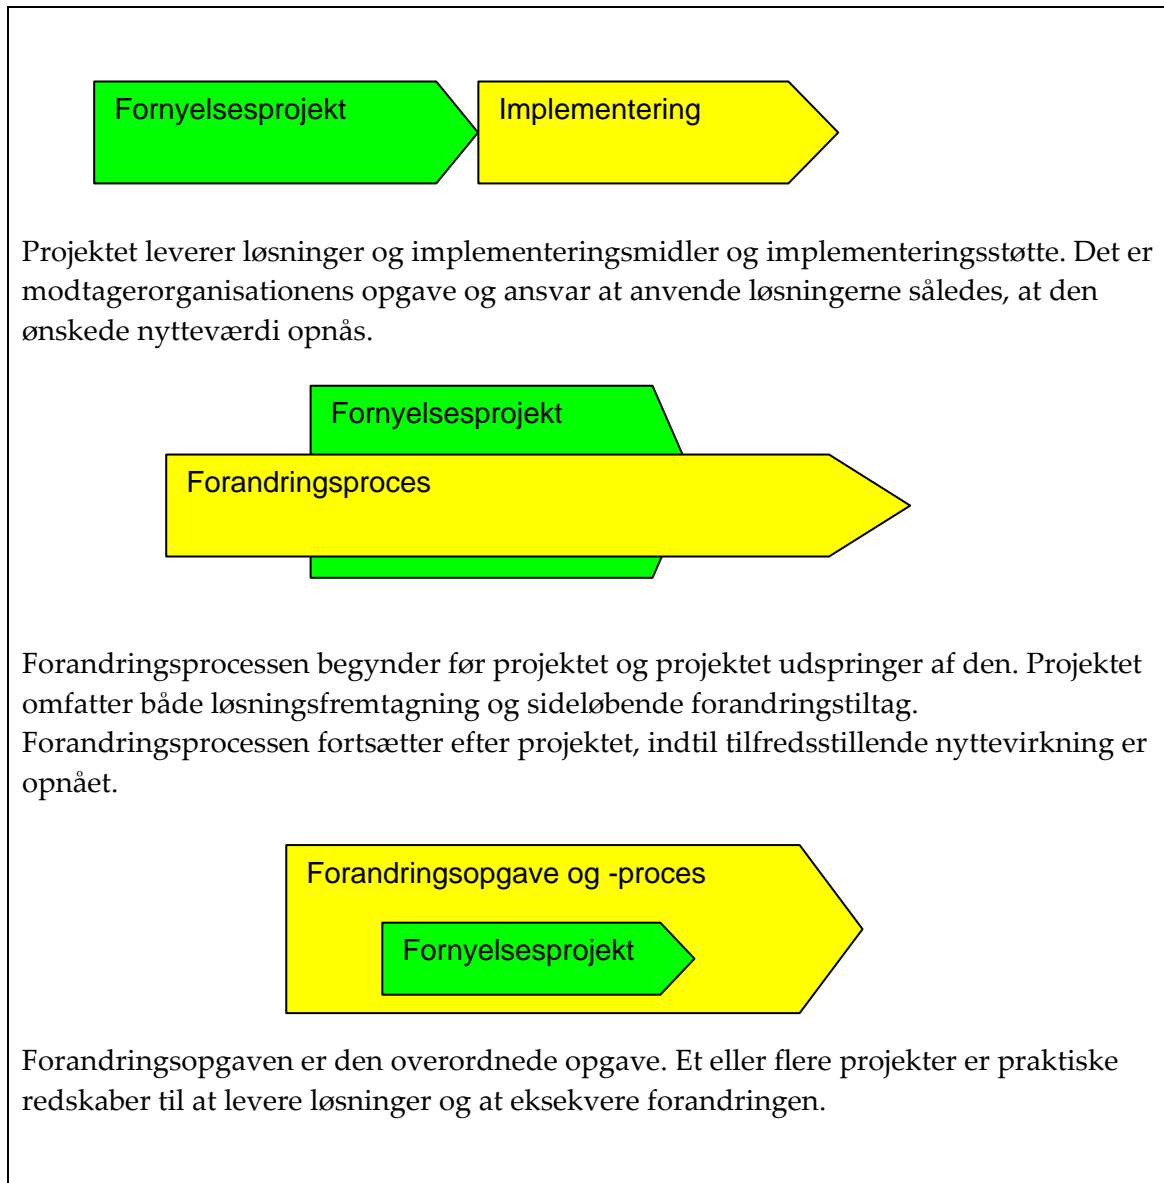 Fornyelsesprojekt
Implementering
Projektet leverer løsninger og implementeringsmidler og implementeringsstøtte. Det er
modtagerorganisationens opgave og ansvar at anvende løsningerne således, at den
ønskede nytteværdi opnås.
Fornyelsesprojekt
Forandringsproces
Forandringsprocessen begynder før projektet og projektet udspringer af den. Projektet
omfatter både løsningsfremtagning og sideløbende forandringstiltag.
Forandringsprocessen fortsætter efter projektet, indtil tilfredsstillende nyttevirkning er
opnået.
Forandringsopgave og -proces
Fornyelsesprojekt
Forandringsopgaven er den overordnede opgave. Et eller flere projekter er praktiske
redskaber til at levere løsninger og at eksekvere forandringen.